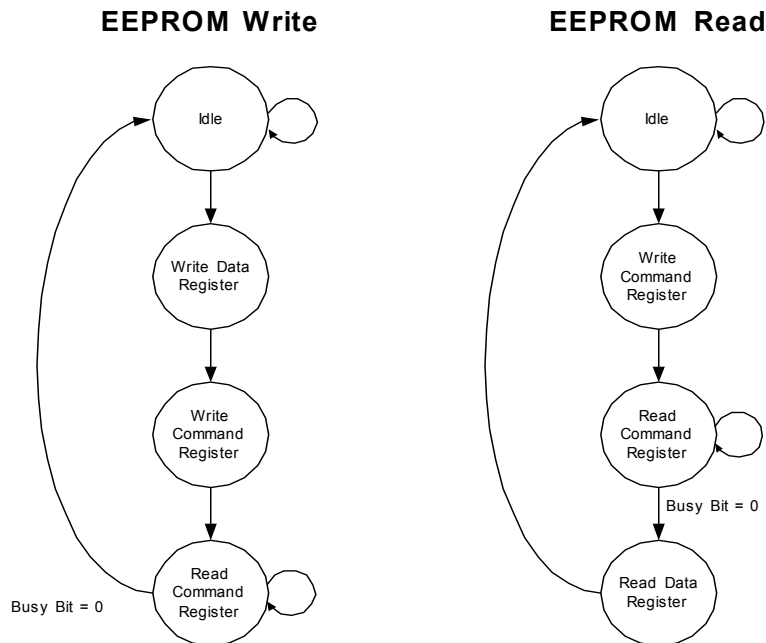 EEPROM Write
Idle
Write Data
Register
Write
Command
Register
Read
Command
Register
Busy Bit = 0
EEPROM Read
Idle
Write
Command
Register
Read
Command
Register
Busy Bit = 0
Read Data
Register